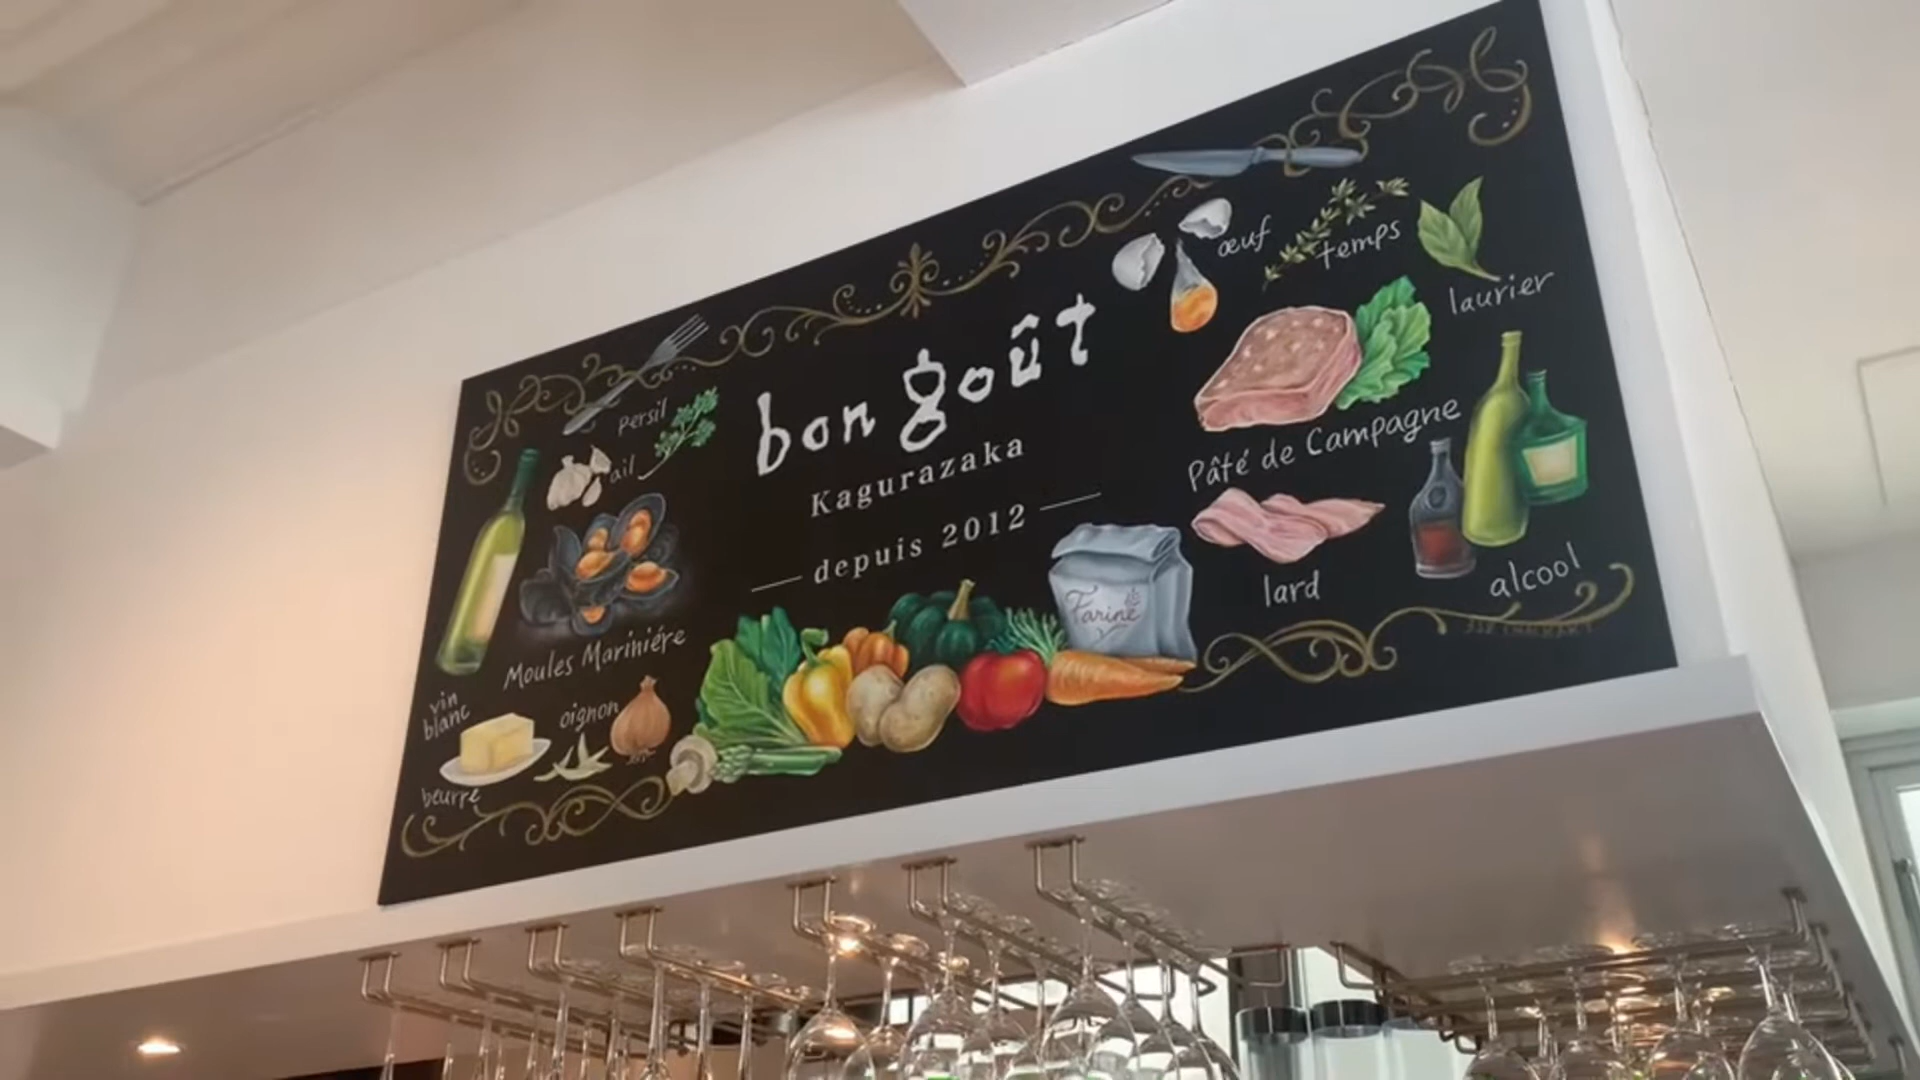 bon goût
Kagurazaka
depuis 2012
persil
ail
Moules Mariniére
vin
blanc
oignon
beurre
œuf
temps
laurier
Pâté de Campagne
lard
alcool
Farine